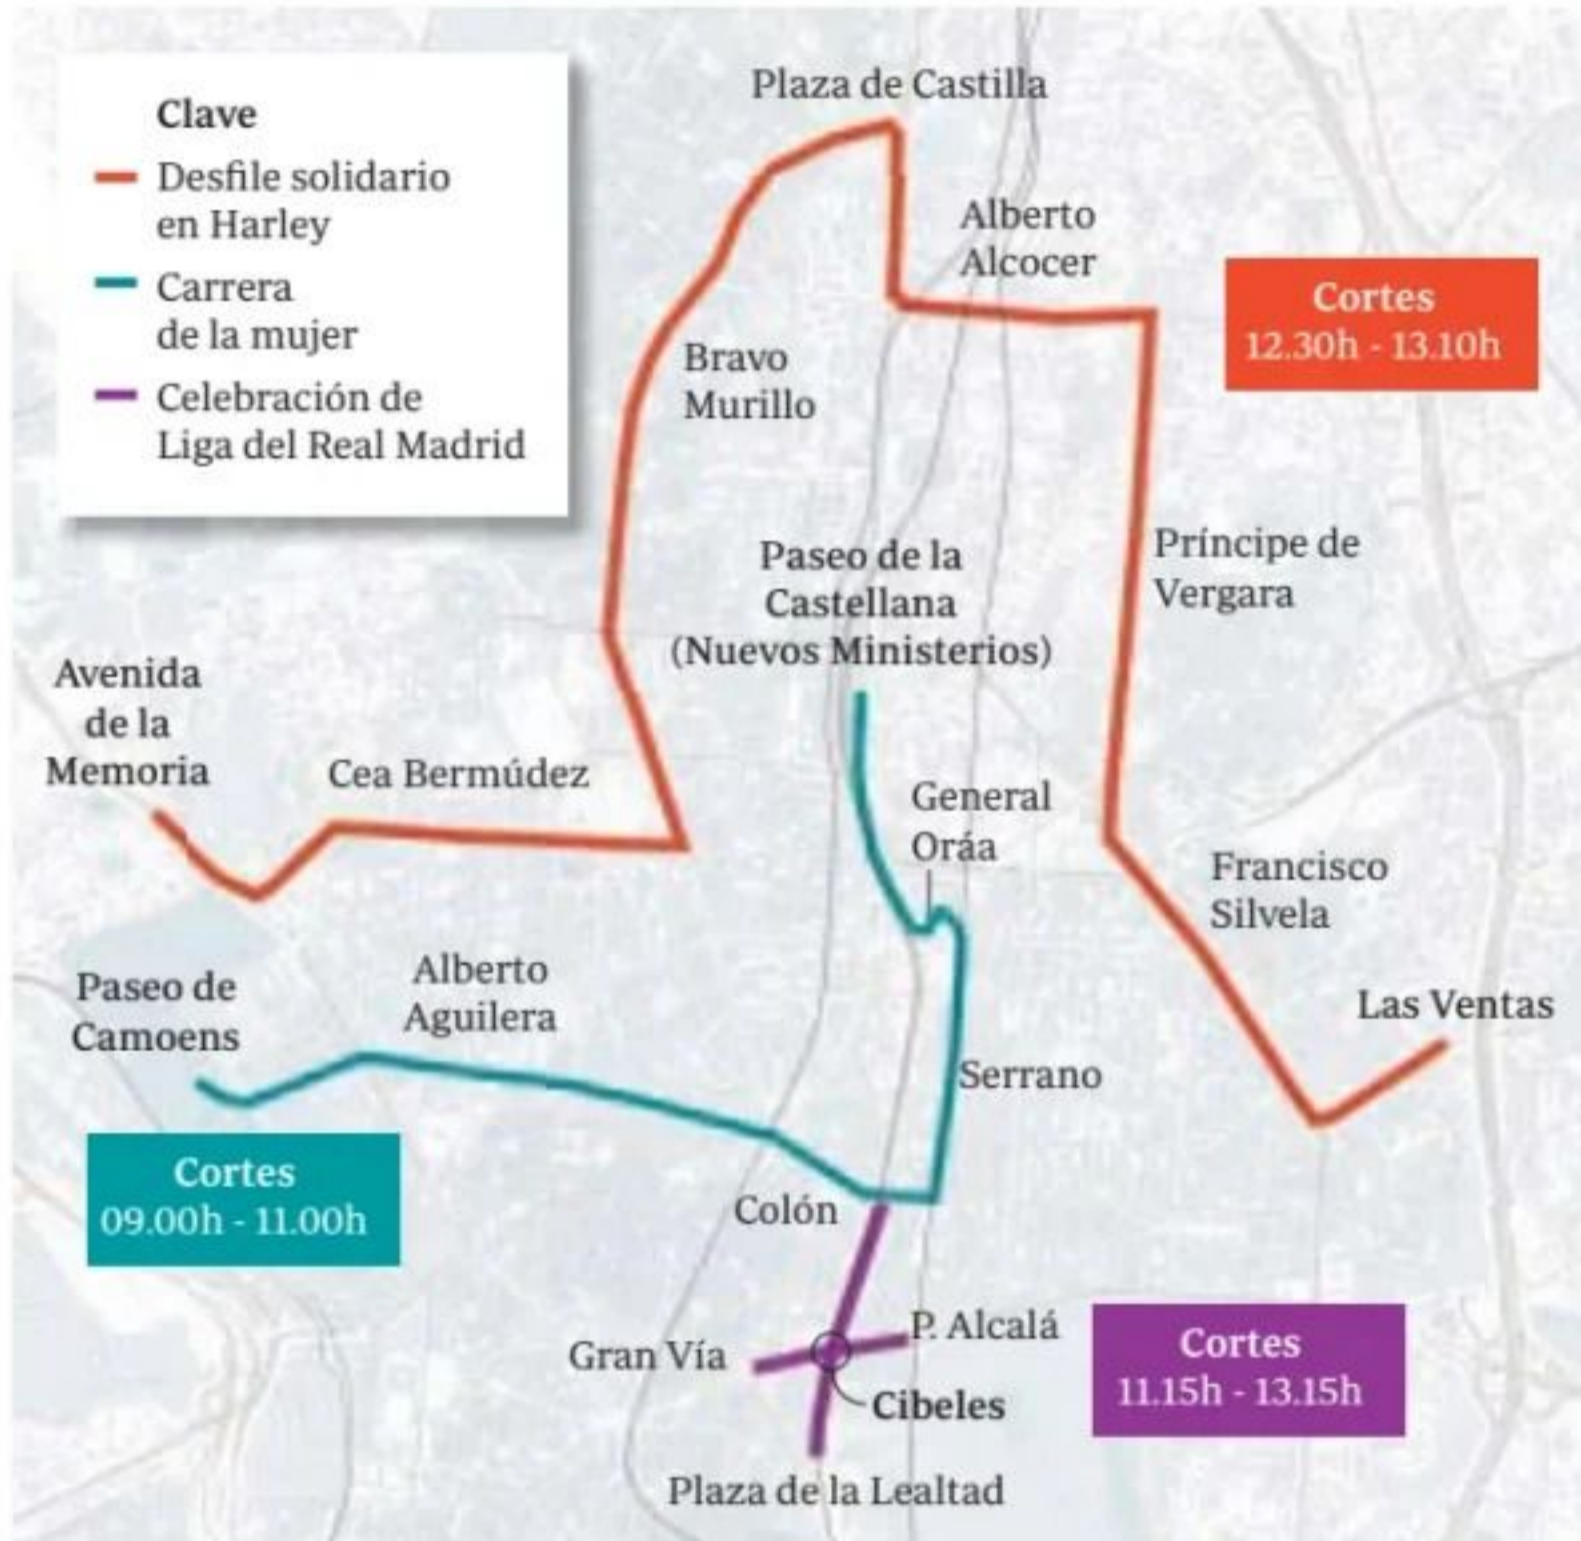 Clave
Desfile solidario
en Harley
Carrera
de la mujer
Celebración de
Liga del Real Madrid
Plaza de Castilla
Alberto
Alcocer
Cortes
12.30h - 13.10h
Bravo
Murillo
Paseo de la
Castellana
(Nuevos Ministerios)
Príncipe de
Vergara
Avenida
de la
Memoria
Cea Bermúdez
General
Oráa
Francisco
Silvela
Paseo de
Camoens
Alberto
Aguilera
Las Ventas
Serrano
Cortes
09.00h - 11.00h
Colón
Gran Vía
P. Alcalá
Cibeles
Cortes
11.15h - 13.15h
Plaza de la Lealtad